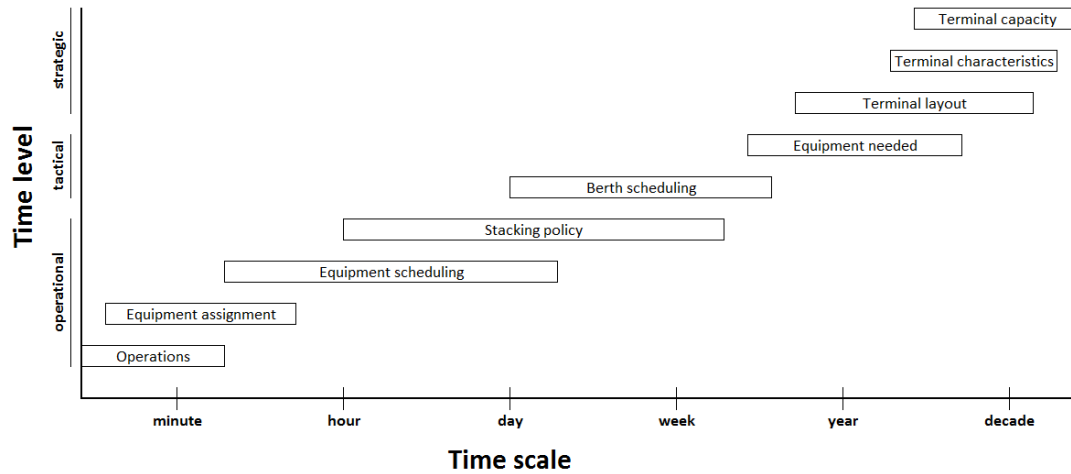 Terminal capacity
Terminal characteristics
Terminal layout
Equipment needed
Berth scheduling
Stacking policy
Equipment scheduling
Equipment assignment
Operations
strategic
tactical
operational
Time level
minute
hour
day
week
year
decade
Time scale